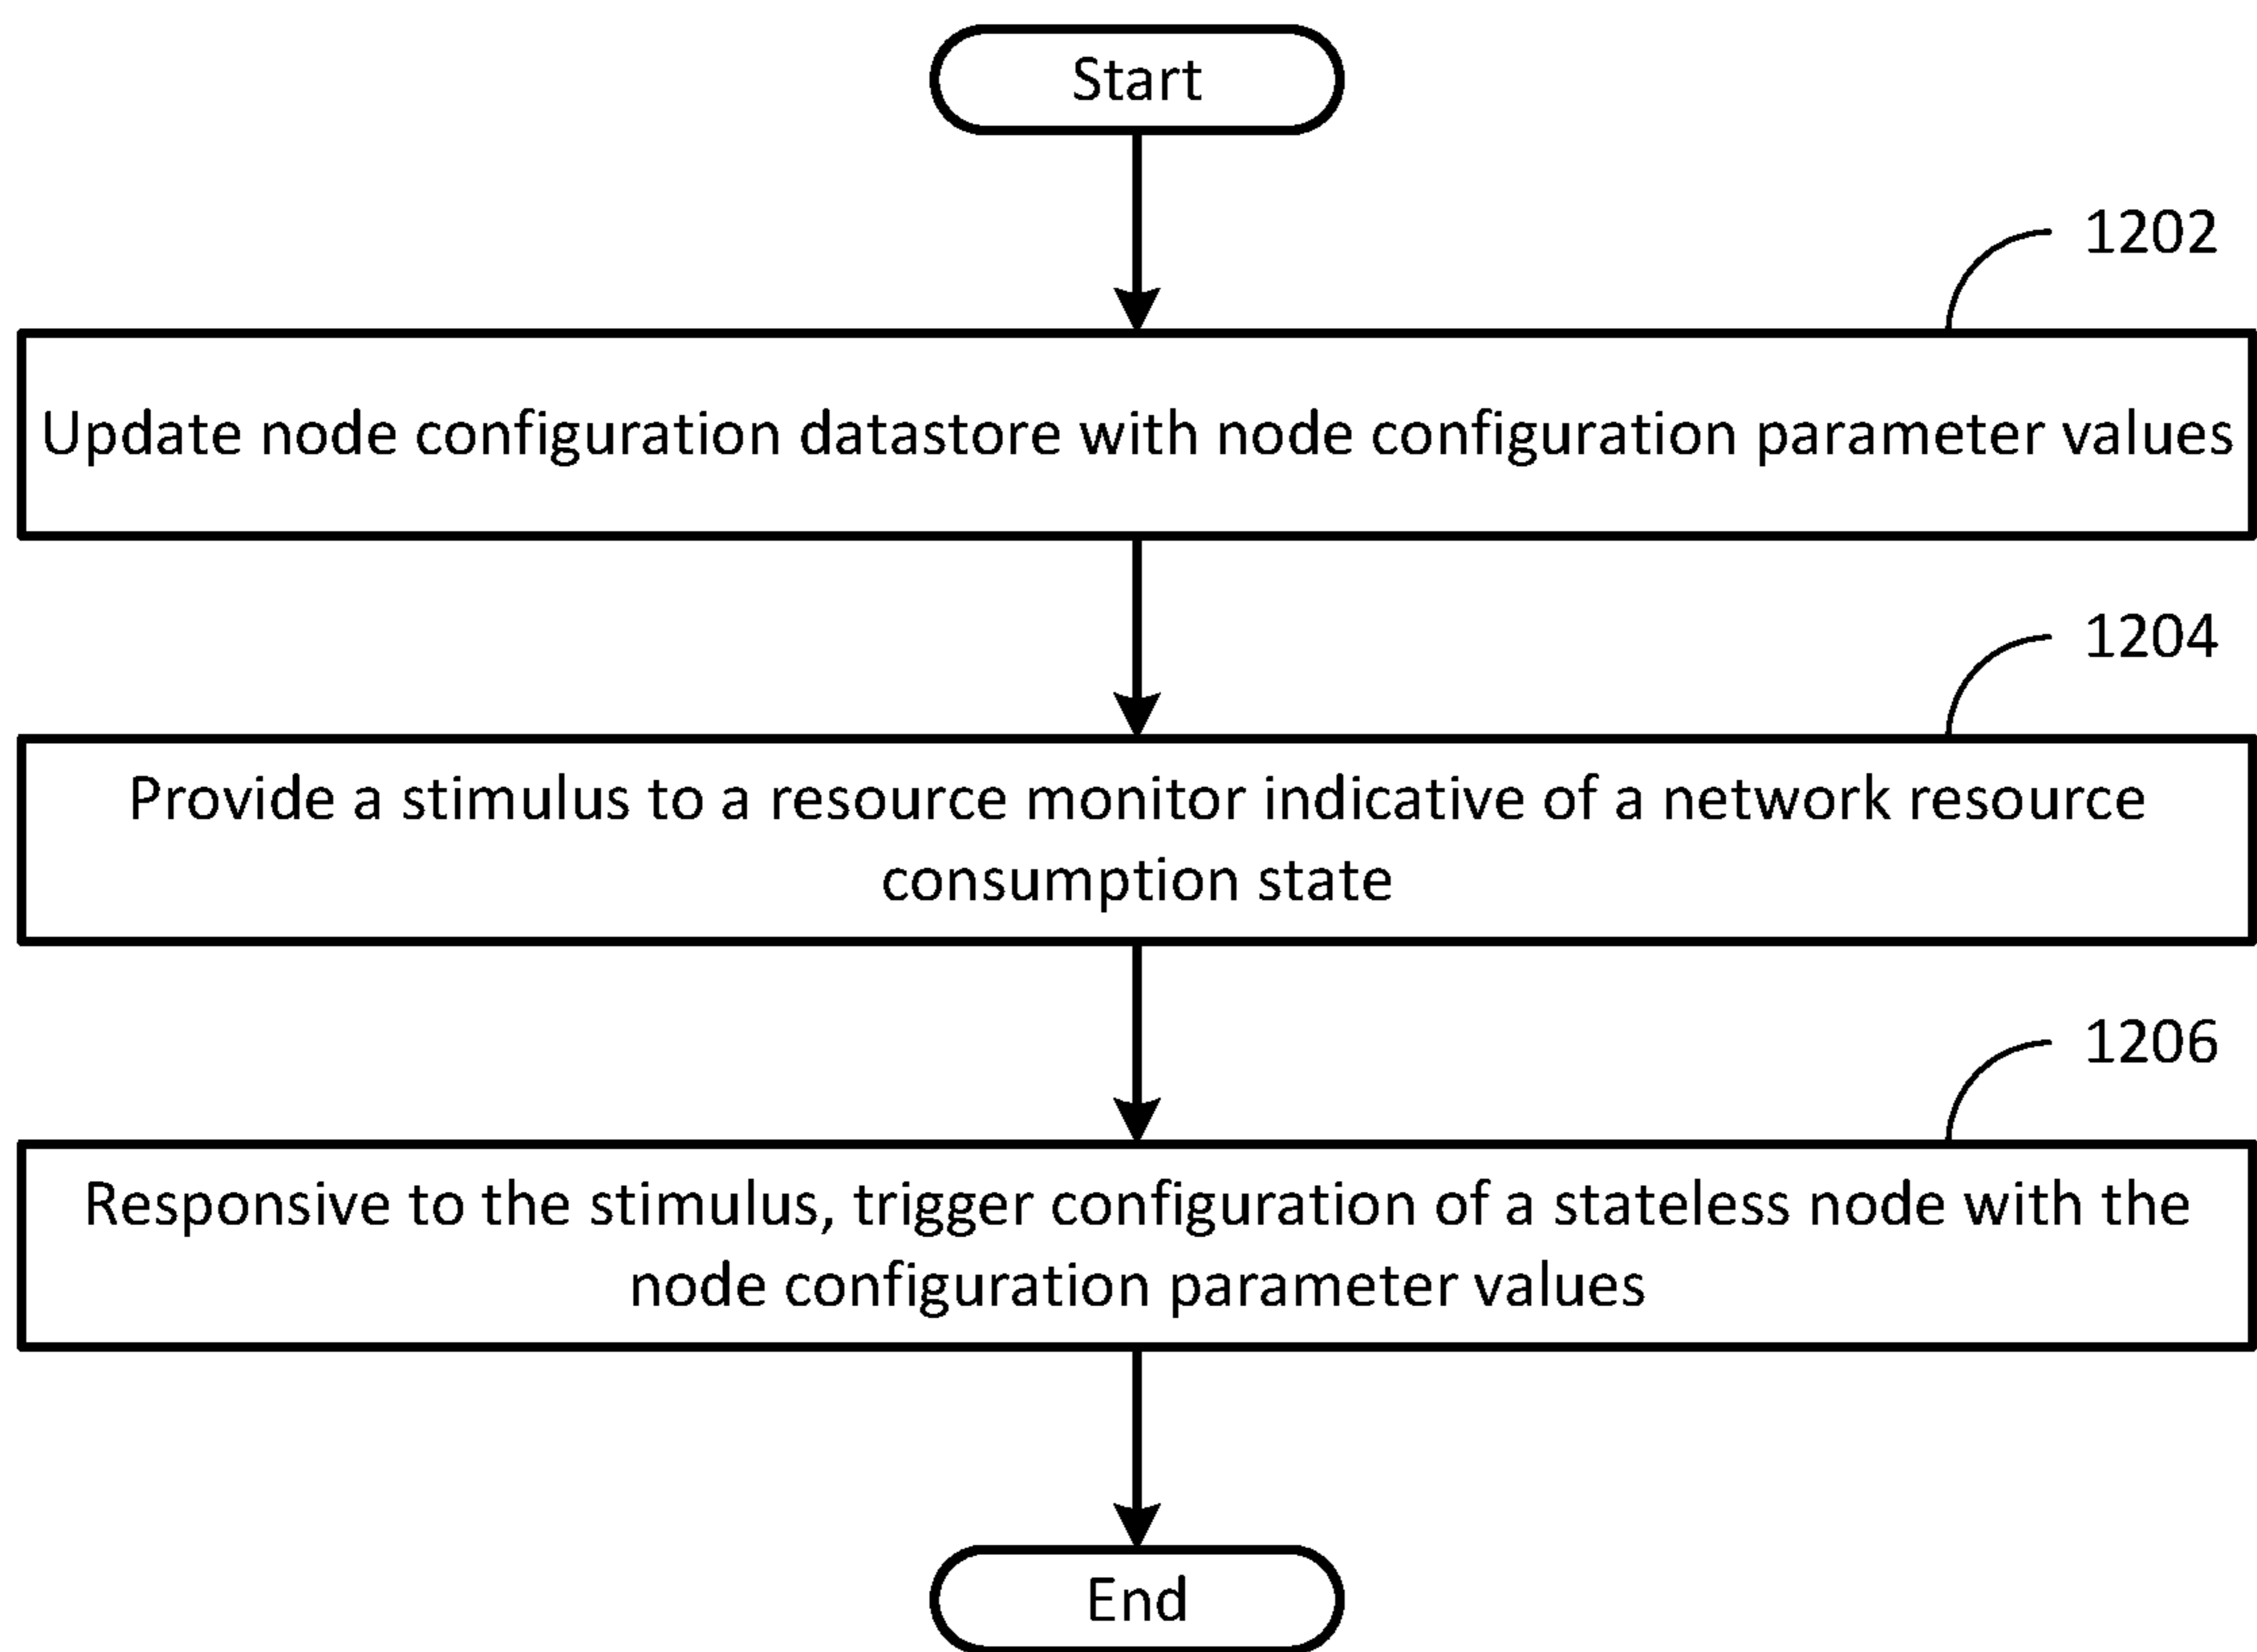 Start
1202
Update node configuration datastore with node configuration parameter values
1204
Provide a stimulus to a resource monitor indicative of a network resource
consumption state
1206
Responsive to the stimulus, trigger configuration of a stateless node with the
node configuration parameter values
End